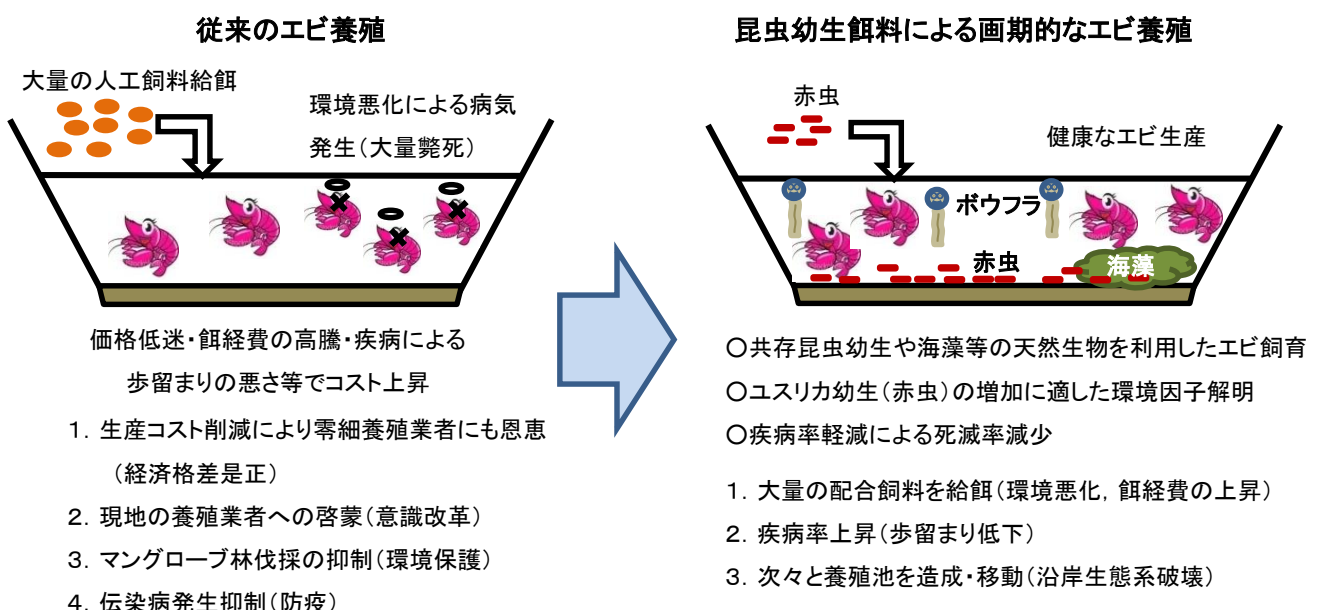 従来のエビ養殖
大量の人工飼料給餌
環境悪化による病気
発生(大量斃死)
価格低迷・餌経費の高騰・疾病による
歩留まりの悪さ等でコスト上昇
1. 生産コスト削減により零細養殖業者にも恩恵
(経済格差是正)
2. 現地の養殖業者への啓蒙(意識改革)
3. マングローブ林伐採の抑制(環境保護)
4. 伝染病発生抑制(防疫)
昆虫幼生餌料による画期的なエビ養殖
赤虫
健康なエビ生産
ボウフラ
赤虫
海藻
○共存昆虫幼生や海藻等の天然生物を利用したエビ飼育
○ユスリカ幼生(赤虫)の増加に適した環境因子解明
○疾病率軽減による死滅率減少
1. 大量の配合飼料を給餌(環境悪化, 餌経費の上昇)
2. 疾病率上昇(歩留まり低下)
3. 次々と養殖池を造成・移動(沿岸生態系破壊)